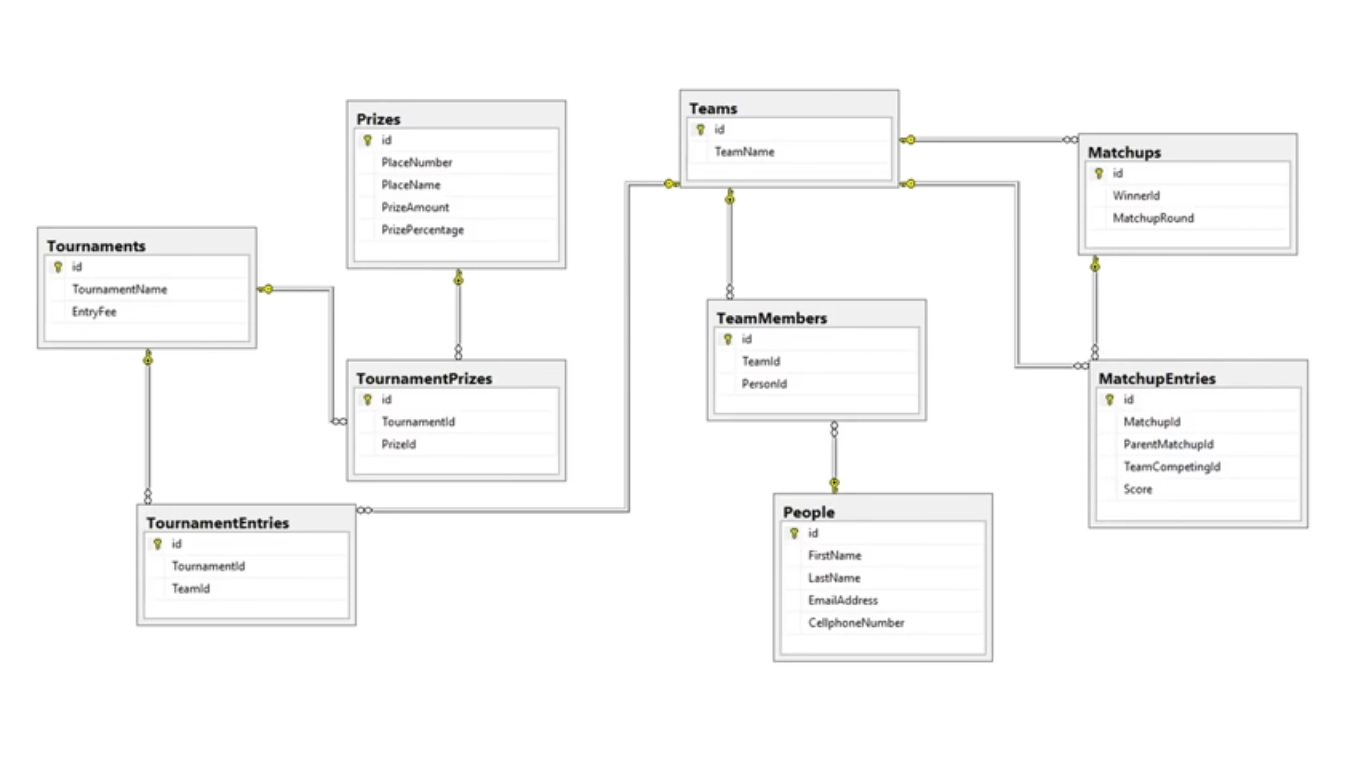 Tournaments
id
TournamentName
EntryFee
Prizes
id
PlaceNumber
PlaceName
PrizeAmount
PrizePercentage
TournamentPrizes
id
TournamentId
PrizeId
TournamentEntries
id
TournamentId
TeamId
Teams
id
TeamName
TeamMembers
id
TeamId
PersonId
People
id
FirstName
LastName
EmailAddress
CellphoneNumber
Matchups
id
WinnerId
MatchupRound
MatchupEntries
id
MatchupId
ParentMatchupId
TeamCompetingId
Score